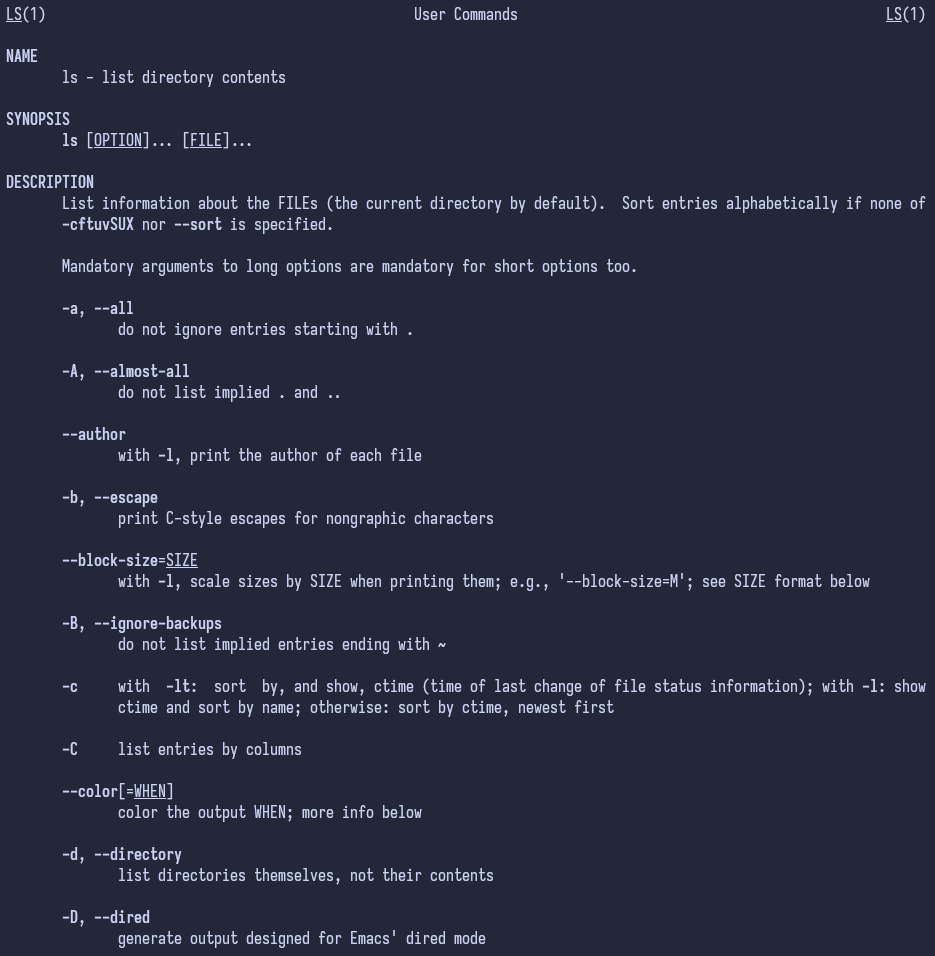 LS(1) User Commands LS(1)
NAME
ls - list directory contents
SYNOPSIS
ls [OPTION]... [FILE]...
DESCRIPTION
List information about the FILEs (the current directory by default). Sort entries alphabetically if none of
-cftuvSUX nor --sort is specified.
Mandatory arguments to long options are mandatory for short options too.
-a, --all
do not ignore entries starting with .
-A, --almost-all
do not list implied . and ..
--author
with -l, print the author of each file
-b, --escape
print C-style escapes for nongraphic characters
--block-size=SIZE
with -l, scale sizes by SIZE when printing them; e.g., '--block-size=M'; see SIZE format below
-B, --ignore-backups
do not list implied entries ending with ~
-c with -lt: sort by, and show, ctime (time of last change of file status information); with -l: show
ctime and sort by name; otherwise: sort by ctime, newest first
-C list entries by columns
--color[=WHEN]
color the output WHEN; more info below
-d, --directory
list directories themselves, not their contents
-D, --dired
generate output designed for Emacs' dired mode